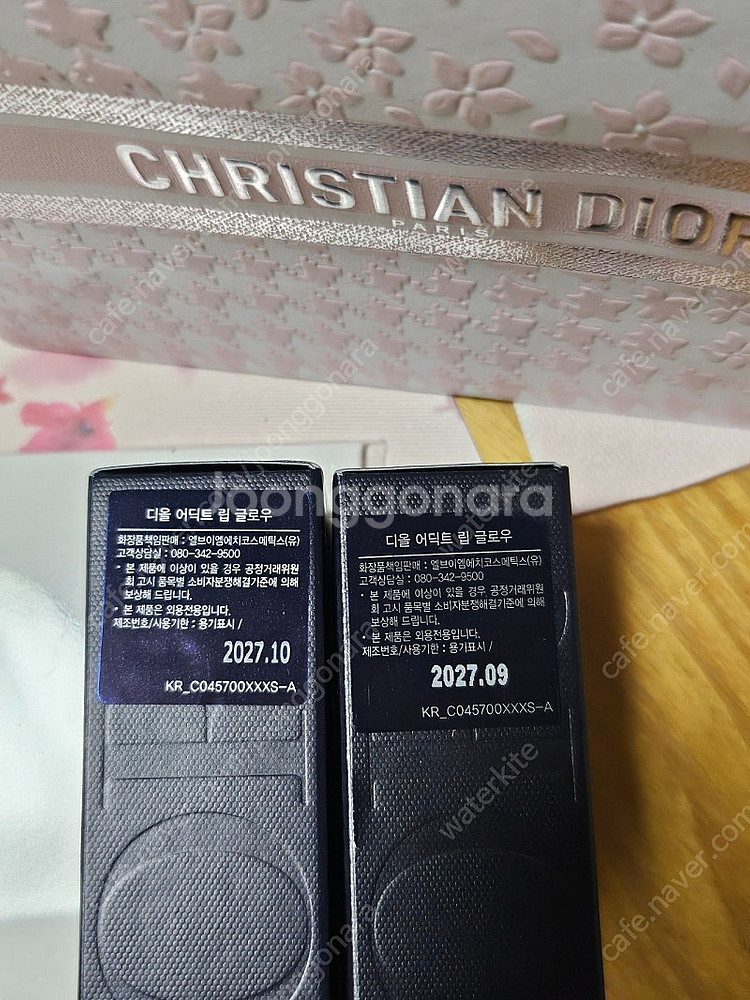 CHRISTIAN DIOR
PARIS
Joonggonara
디올 어딕트 립 글로우
화장품책임판매 : 엘브이엠에치코스메틱스(유)
고객상담실 : 080-342-9500
• 본 제품에 이상이 있을 경우 공정거래위원
회 고시 품목별 소비자분쟁해결기준에 의해
보상해 드립니다.
• 본 제품은 외용전용입니다.
제조번호/사용기한 : 용기표시 /
2027.10
KR_C045700XXXS-A
디올 어딕트 립 글로우
화장품책임판매 : 엘브이엠에치코스메틱스(유)
고객상담실 : 080-342-9500
• 본 제품에 이상이 있을 경우 공정거래위원
회 고시 품목별 소비자분쟁해결기준에 의해
보상해 드립니다.
• 본 제품은 외용전용입니다.
제조번호/사용기한 : 용기표시 /
2027.09
KR_C045700XXXS-A
waterkite
cafe.naver.com/joonggonara